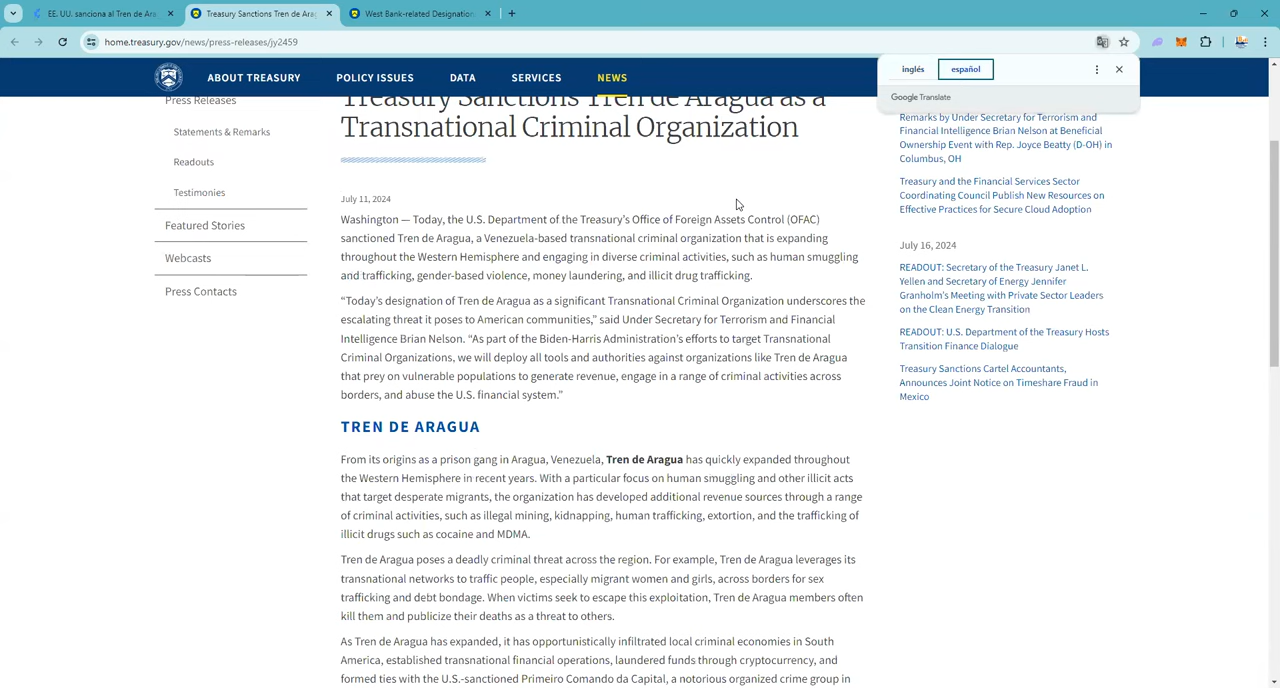 EE. UU. sanciona al Tren de Ara
Treasury Sanctions Tren de Arag
West Bank-related Designation
home.treasury.gov/news/press-releases/jy2459
inglés
español
Google Translate
ABOUT TREASURY
POLICY ISSUES
DATA
SERVICES
NEWS
Press Releases
Statements & Remarks
Readouts
Testimonies
Featured Stories
Webcasts
Press Contacts
Treasury Sanctions Tren de Aragua as a
Transnational Criminal Organization
July 11, 2024
Washington — Today, the U.S. Department of the Treasury’s Office of Foreign Assets Control (OFAC)
sanctioned Tren de Aragua, a Venezuela-based transnational criminal organization that is expanding
throughout the Western Hemisphere and engaging in diverse criminal activities, such as human smuggling
and trafficking, gender-based violence, money laundering, and illicit drug trafficking.
“Today’s designation of Tren de Aragua as a significant Transnational Criminal Organization underscores the
escalating threat it poses to American communities,” said Under Secretary for Terrorism and Financial
Intelligence Brian Nelson. “As part of the Biden-Harris Administration’s efforts to target Transnational
Criminal Organizations, we will deploy all tools and authorities against organizations like Tren de Aragua
that prey on vulnerable populations to generate revenue, engage in a range of criminal activities across
borders, and abuse the U.S. financial system.”
TREN DE ARAGUA
From its origins as a prison gang in Aragua, Venezuela, Tren de Aragua has quickly expanded throughout
the Western Hemisphere in recent years. With a particular focus on human smuggling and other illicit acts
that target desperate migrants, the organization has developed additional revenue sources through a range
of criminal activities, such as illegal mining, kidnapping, human trafficking, extortion, and the trafficking of
illicit drugs such as cocaine and MDMA.
Tren de Aragua poses a deadly criminal threat across the region. For example, Tren de Aragua leverages its
transnational networks to traffic people, especially migrant women and girls, across borders for sex
trafficking and debt bondage. When victims seek to escape this exploitation, Tren de Aragua members often
kill them and publicize their deaths as a threat to others.
As Tren de Aragua has expanded, it has opportunistically infiltrated local criminal economies in South
America, established transnational financial operations, laundered funds through cryptocurrency, and
formed ties with the U.S.-sanctioned Primeiro Comando da Capital, a notorious organized crime group in
Remarks by Under Secretary for Terrorism and
Financial Intelligence Brian Nelson at Beneficial
Ownership Event with Rep. Joyce Beatty (D-OH) in
Columbus, OH
Treasury and the Financial Services Sector
Coordinating Council Publish New Resources on
Effective Practices for Secure Cloud Adoption
July 16, 2024
READOUT: Secretary of the Treasury Janet L.
Yellen and Secretary of Energy Jennifer
Granholm’s Meeting with Private Sector Leaders
on the Clean Energy Transition
READOUT: U.S. Department of the Treasury Hosts
Transition Finance Dialogue
Treasury Sanctions Cartel Accountants,
Announces Joint Notice on Timeshare Fraud in
Mexico